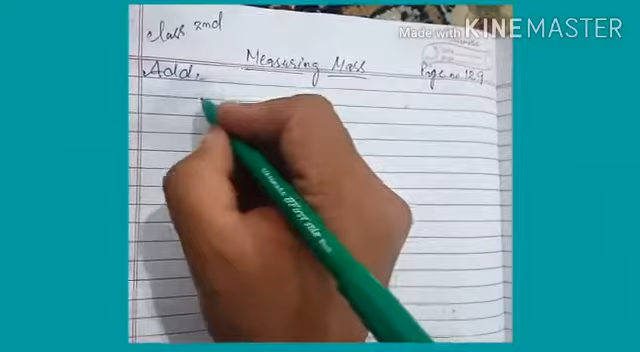 Class 2nd
Made with KINEMASTER
Measuring Mass
Add.
Page no 129